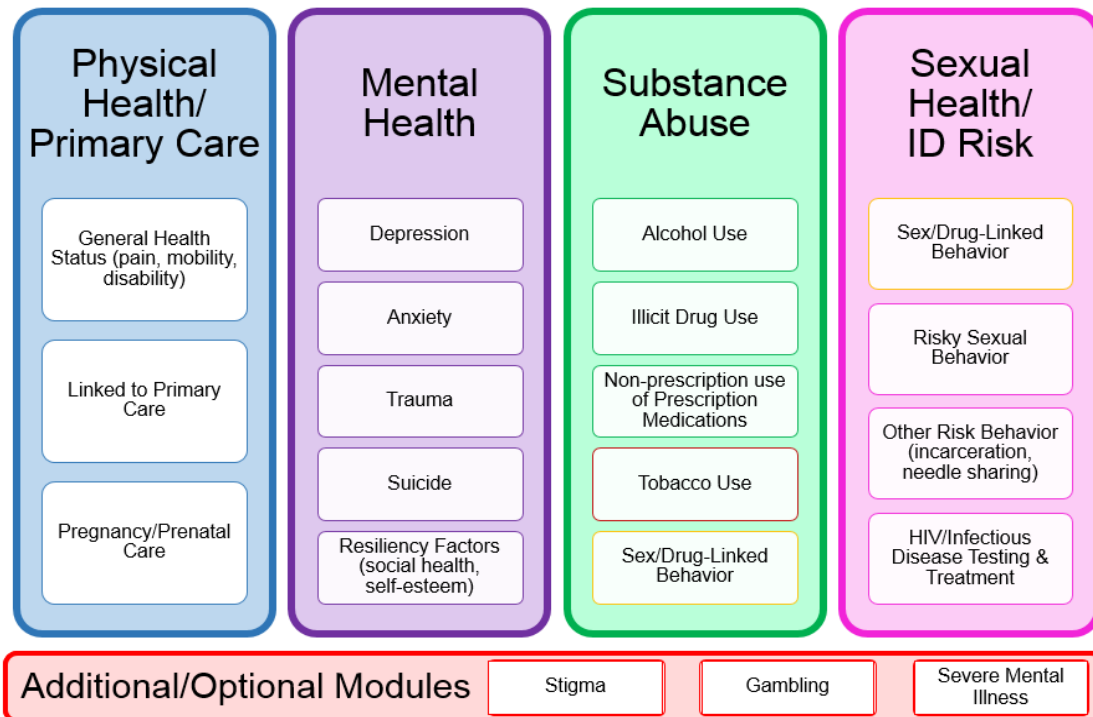 Physical
Health/
Primary Care
General Health
Status (pain, mobility,
disability)
Linked to Primary
Care
Pregnancy/Prenatal
Care
Mental
Health
Depression
Anxiety
Trauma
Suicide
Resiliency Factors
(social health,
self-esteem)
Substance
Abuse
Alcohol Use
Illicit Drug Use
Non-prescription use
of Prescription
Medications
Tobacco Use
Sex/Drug-Linked
Behavior
Sexual
Health/
ID Risk
Sex/Drug-Linked
Behavior
Risky Sexual
Behavior
Other Risk Behavior
(incarceration,
needle sharing)
HIV/Infectious
Disease Testing &
Treatment
Additional/Optional Modules
Stigma
Gambling
Severe Mental
Illness